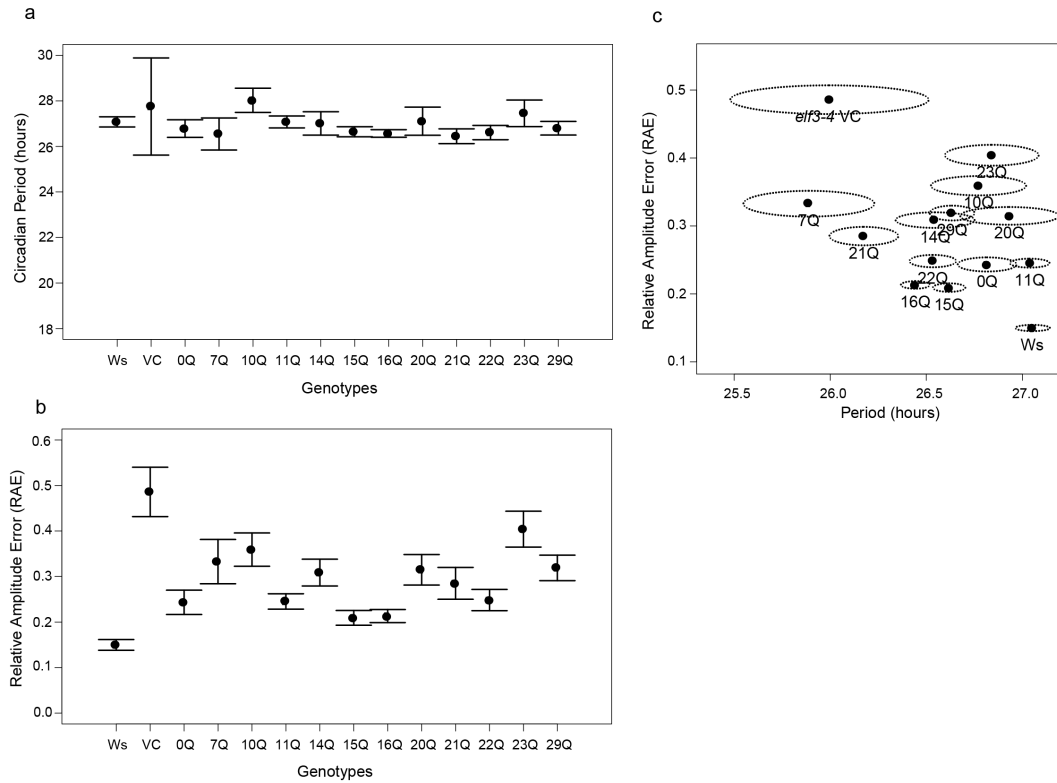 a
Circadian Period (hours)
30
28
26
24
22
20
18
Ws VC 0Q 7Q 10Q 11Q 14Q 15Q 16Q 20Q 21Q 22Q 23Q 29Q
Genotypes
b
Relative Amplitude Error (RAE)
0.6
0.5
0.4
0.3
0.2
0.1
0.0
Ws VC 0Q 7Q 10Q 11Q 14Q 15Q 16Q 20Q 21Q 22Q 23Q 29Q
Genotypes
c
Relative Amplitude Error (RAE)
0.5
0.4
0.3
0.2
0.1
elf3-4 VC
23Q
10Q
7Q
29Q
14Q
20Q
21Q
22Q
0Q
11Q
16Q
15Q
Ws
25.5 26.0 26.5 27.0
Period (hours)